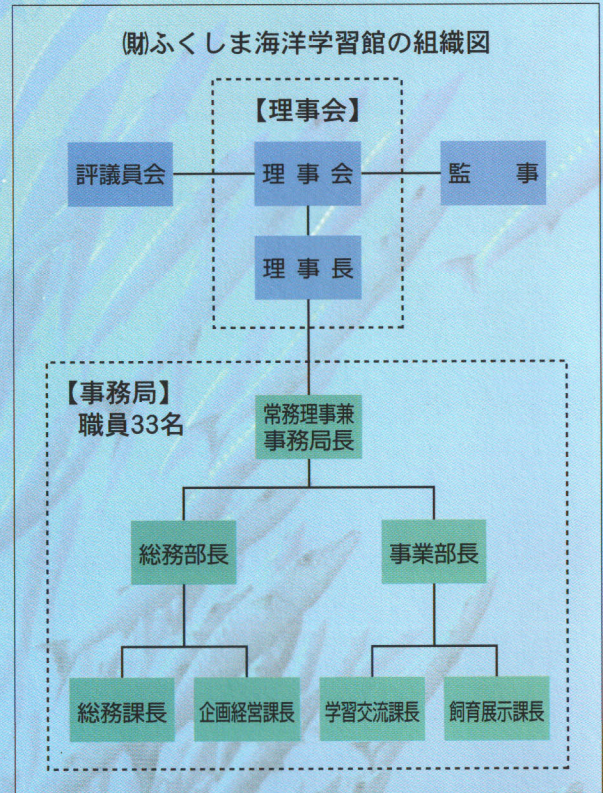 ㈶ふくしま海洋学習館の組織図
【理事会】
評議員会
理事会
監事
理事長
【事務局】
職員33名
常務理事兼
事務局長
総務部長
事業部長
総務課長
企画経営課長
学習交流課長
飼育展示課長